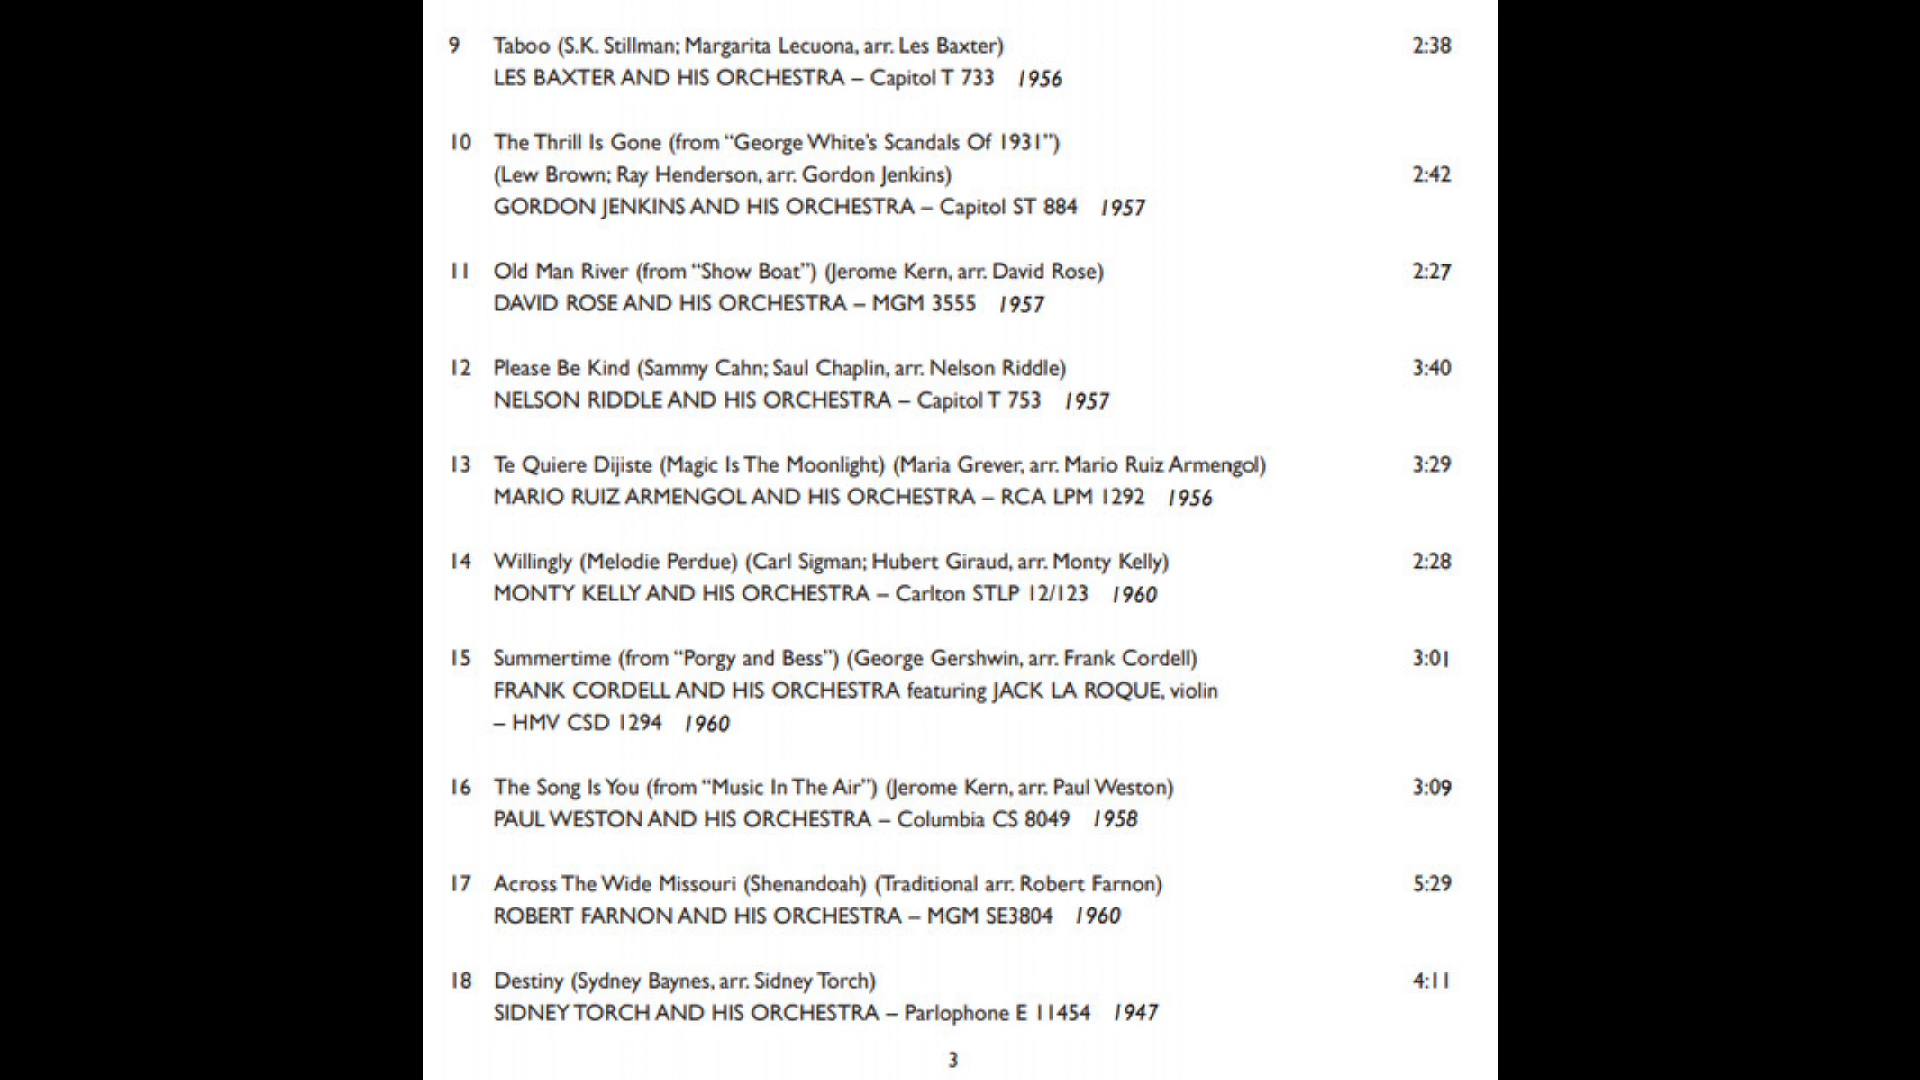 9 Taboo (S.K. Stillman; Margarita Lecuona, arr. Les Baxter) 2:38
LES BAXTER AND HIS ORCHESTRA – Capitol T 733 1956
10 The Thrill Is Gone (from “George White’s Scandals Of 1931”)
(Lew Brown; Ray Henderson, arr. Gordon Jenkins) 2:42
GORDON JENKINS AND HIS ORCHESTRA – Capitol ST 884 1957
11 Old Man River (from “Show Boat”) (Jerome Kern, arr. David Rose) 2:27
DAVID ROSE AND HIS ORCHESTRA – MGM 3555 1957
12 Please Be Kind (Sammy Cahn; Saul Chaplin, arr. Nelson Riddle) 3:40
NELSON RIDDLE AND HIS ORCHESTRA – Capitol T 753 1957
13 Te Quiere Dijiste (Magic Is The Moonlight) (Maria Grever, arr. Mario Ruiz Armengol) 3:29
MARIO RUIZ ARMENGOL AND HIS ORCHESTRA – RCA LPM 1292 1956
14 Willingly (Melodie Perdue) (Carl Sigman; Hubert Giraud, arr. Monty Kelly) 2:28
MONTY KELLY AND HIS ORCHESTRA – Carlton STLP 12/123 1960
15 Summertime (from “Porgy and Bess”) (George Gershwin, arr. Frank Cordell) 3:01
FRANK CORDELL AND HIS ORCHESTRA featuring JACK LA ROQUE, violin
– HMV CSD 1294 1960
16 The Song Is You (from “Music In The Air”) (Jerome Kern, arr. Paul Weston) 3:09
PAUL WESTON AND HIS ORCHESTRA – Columbia CS 8049 1958
17 Across The Wide Missouri (Shenandoah) (Traditional arr. Robert Farnon) 5:29
ROBERT FARNON AND HIS ORCHESTRA – MGM SE3804 1960
18 Destiny (Sydney Baynes, arr. Sidney Torch) 4:11
SIDNEY TORCH AND HIS ORCHESTRA – Parlophone E 11454 1947
3